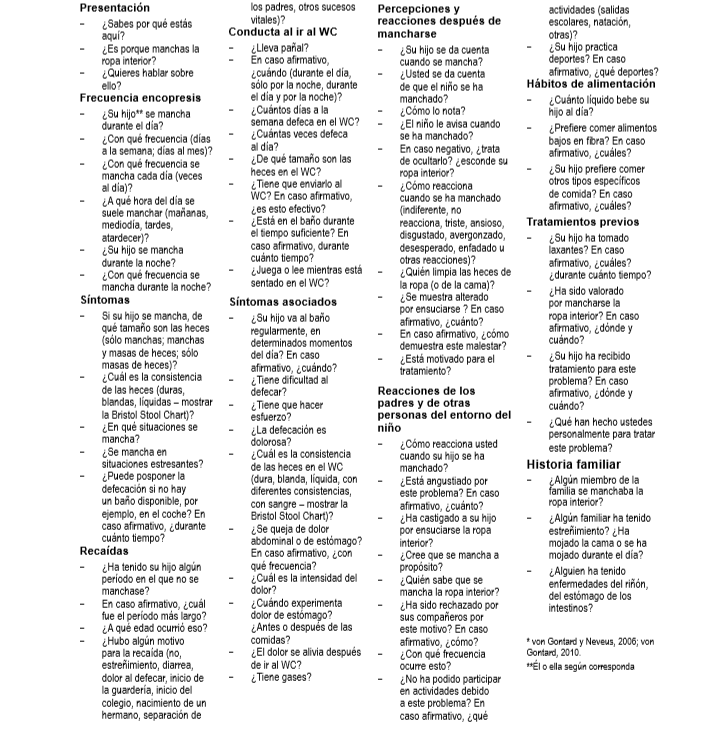 Presentación
– ¿Sabes por qué estás
aquí?
– ¿Es porque manchas la
ropa interior?
– ¿Quieres hablar sobre
ello?
Frecuencia encopresis
– ¿Su hijo** se mancha
durante el día?
– ¿Con qué frecuencia (días
a la semana; días al mes)?
– ¿Con qué frecuencia se
mancha cada día (veces
al día)?
– ¿A qué hora del día se
suele manchar (mañanas,
mediodía, tardes,
atardecer)?
– ¿Su hijo se mancha
durante la noche?
– ¿Con qué frecuencia se
mancha durante la noche?
Síntomas
– Si su hijo se mancha, de
qué tamaño son las heces
(sólo manchas; manchas
y masas de heces; sólo
masas de heces)?
– ¿Cuál es la consistencia
de las heces (duras,
blandas, líquidas – mostrar
la Bristol Stool Chart)?
– ¿En qué situaciones se
mancha?
– ¿Se mancha en
situaciones estresantes?
– ¿Puede posponer la
defecación si no hay
un baño disponible, por
ejemplo, en el coche? En
caso afirmativo, ¿durante
cuánto tiempo?
Recaídas
– ¿Ha tenido su hijo algún
período en el que no se
manchase?
– En caso afirmativo, ¿cuál
fue el período más largo?
– ¿A qué edad ocurrió eso?
– ¿Hubo algún motivo
para la recaída (no,
estreñimiento, diarrea,
dolor al defecar, inicio de
la guardería, inicio del
colegio, nacimiento de un
hermano, separación de
los padres, otros sucesos
vitales)?
Conducta al ir al WC
– ¿Lleva pañal?
– En caso afirmativo,
¿cuándo (durante el día,
sólo por la noche, durante
el día y por la noche)?
– ¿Cuántos días a la
semana defeca en el WC?
– ¿Cuántas veces defeca
al día?
– ¿De qué tamaño son las
heces en el WC?
– ¿Tiene que enviarlo al
WC? En caso afirmativo,
¿es esto efectivo?
– ¿Está en el baño durante
el tiempo suficiente? En
caso afirmativo, durante
cuánto tiempo?
– ¿Juega o lee mientras está
sentado en el WC?
Síntomas asociados
– ¿Su hijo va al baño
regularmente, en
determinados momentos
del día? En caso
afirmativo, ¿cuándo?
– ¿Tiene dificultad al
defecar?
– ¿Tiene que hacer
esfuerzo?
– ¿La defecación es
dolorosa?
– ¿Cuál es la consistencia
de las heces en el WC
(dura, blanda, líquida, con
diferentes consistencias,
con sangre – mostrar la
Bristol Stool Chart)?
– ¿Se queja de dolor
abdominal o de estómago?
En caso afirmativo, ¿con
qué frecuencia?
– ¿Cuál es la intensidad del
dolor?
– ¿Cuándo experimenta
dolor de estómago?
– ¿Antes o después de las
comidas?
– ¿El dolor se alivia después
de ir al WC?
– ¿Tiene gases?
Percepciones y
reacciones después de
mancharse
– ¿Su hijo se da cuenta
cuando se mancha?
– ¿Usted se da cuenta
de que el niño se ha
manchado?
– ¿Cómo lo nota?
– ¿El niño le avisa cuando
se ha manchado?
– En caso negativo, ¿trata
de ocultarlo? ¿esconde su
ropa interior?
– ¿Cómo reacciona
cuando se ha manchado
(indiferente, no
reacciona, triste, ansioso,
disgustado, avergonzado,
desesperado, enfadado u
otras reacciones)?
– ¿Quién limpia las heces de
la ropa (o de la cama)?
– ¿Se muestra alterado
por ensuciarse ? En caso
afirmativo, ¿cuánto?
– En caso afirmativo, ¿cómo
demuestra este malestar?
– ¿Está motivado para el
tratamiento?
Reacciones de los
padres y de otras
personas del entorno del
niño
– ¿Cómo reacciona usted
cuando su hijo se ha
manchado?
– ¿Está angustiado por
este problema? En caso
afirmativo, ¿cuánto?
– ¿Ha castigado a su hijo
por ensuciarse la ropa
interior?
– ¿Cree que se mancha a
propósito?
– ¿Quién sabe que se
mancha la ropa interior?
– ¿Ha sido rechazado por
sus compañeros por
este motivo? En caso
afirmativo, ¿cómo?
– ¿Con qué frecuencia
ocurre esto?
– ¿No ha podido participar
en actividades debido
a este problema? En
caso afirmativo, ¿qué
actividades (salidas
escolares, natación,
otras)?
– ¿Su hijo practica
deportes? En caso
afirmativo, ¿qué deportes?
Hábitos de alimentación
– ¿Cuánto líquido bebe su
hijo al día?
– ¿Prefiere comer alimentos
bajos en fibra? En caso
afirmativo, ¿cuáles?
– ¿Su hijo prefiere comer
otros tipos específicos
de comida? En caso
afirmativo, ¿cuáles?
Tratamientos previos
– ¿Su hijo ha tomado
laxantes? En caso
afirmativo, ¿cuáles?
¿durante cuánto tiempo?
– ¿Ha sido valorado
por mancharse la
ropa interior? En caso
afirmativo, ¿dónde y
cuándo?
– ¿Su hijo ha recibido
tratamiento para este
problema? En caso
afirmativo, ¿dónde y
cuándo?
– ¿Qué han hecho ustedes
personalmente para tratar
este problema?
Historia familiar
– ¿Algún miembro de la
familia se manchaba la
ropa interior?
– ¿Algún familiar ha tenido
estreñimiento? ¿Ha
mojado la cama o se ha
mojado durante el día?
– ¿Alguien ha tenido
enfermedades del riñón,
del estómago de los
intestinos?
* von Gontard y Neveus, 2006; von
Gontard, 2010.
**Él o ella según corresponda